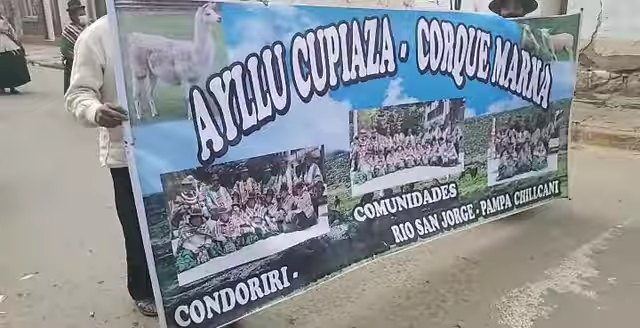 AYLLU CUPIAZA - CORQUE MARKA
COMUNIDADES
CONDORIRI - RIO SAN JORGE - PAMPA CHILLCANI